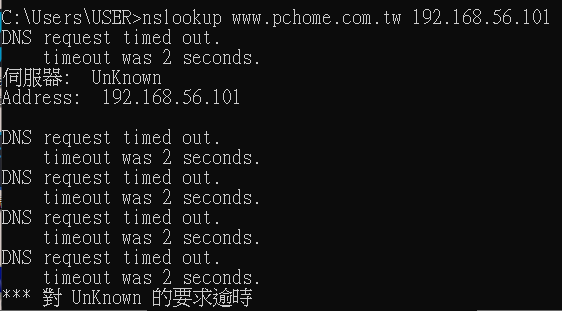 C:\Users\USER>nslookup www.pchome.com.tw 192.168.56.101
DNS request timed out.
    timeout was 2 seconds.
伺服器:  UnKnown
Address:  192.168.56.101

DNS request timed out.
    timeout was 2 seconds.
DNS request timed out.
    timeout was 2 seconds.
DNS request timed out.
    timeout was 2 seconds.
DNS request timed out.
    timeout was 2 seconds.
*** 對 UnKnown 的要求逾時